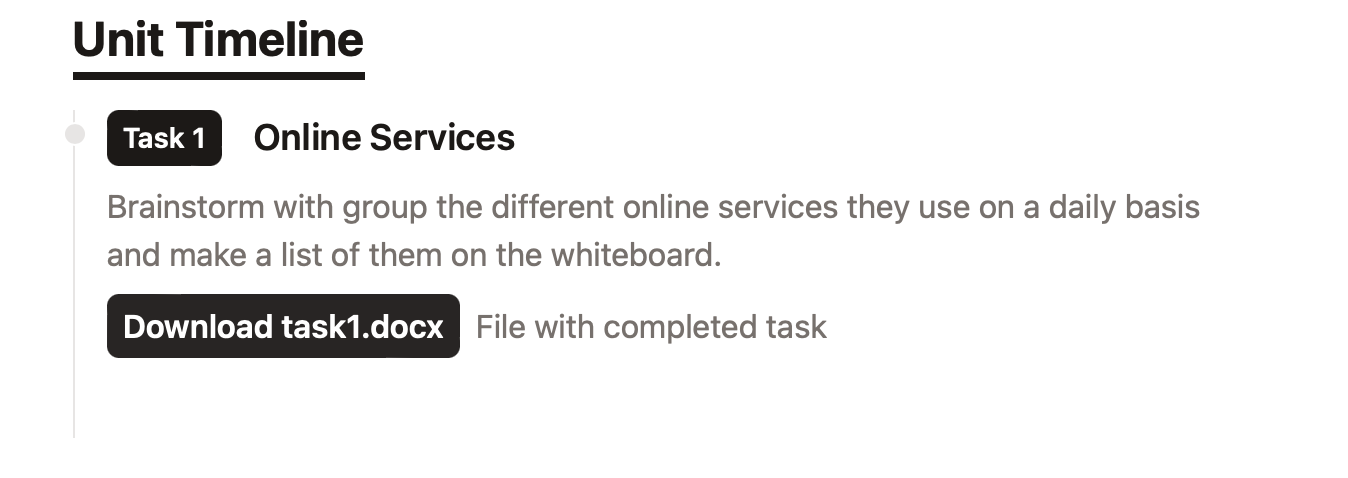 Unit Timeline
Task 1 Online Services
Brainstorm with group the different online services they use on a daily basis
and make a list of them on the whiteboard.
Download task1.docx File with completed task